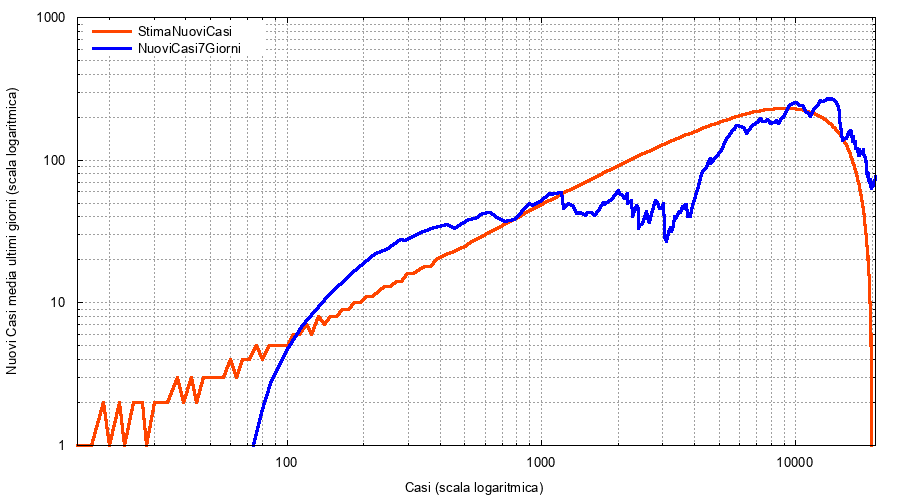 1000
StimaNuoviCasi
NuoviCasi7Giorni
100
10
1
Nuovi Casi media ultimi giorni (scala logaritmica)
100 1000 10000
Casi (scala logaritmica)